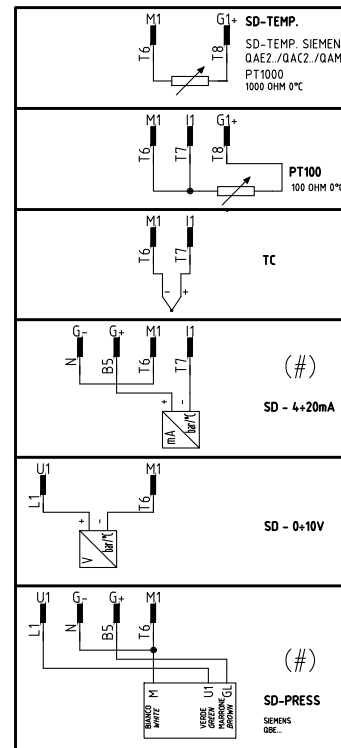 M1 G1+ SD-TEMP.
T6 T8 SD-TEMP. SIEMENS
QAE2../QAC2../QAM
PT1000
1000 OHM 0°C
M1 I1 G1+
T6 T7 T8
PT100
100 OHM 0°C
M1 I1
T6 T7
TC
- +
G- G+ M1 I1
N B5 T6 T7
(#)
+ -
mA bar/°C
SD - 4÷20mA
U1 M1
L1 T6
+ -
V bar/°C
SD - 0÷10V
U1 G- G+ M1
L1 N B5 T6
(#)
M U1 GL
BIANCO
WHITE
VERDE
GREEN
MARRONE
BROWN
SD-PRESS
SIEMENS
QBE...